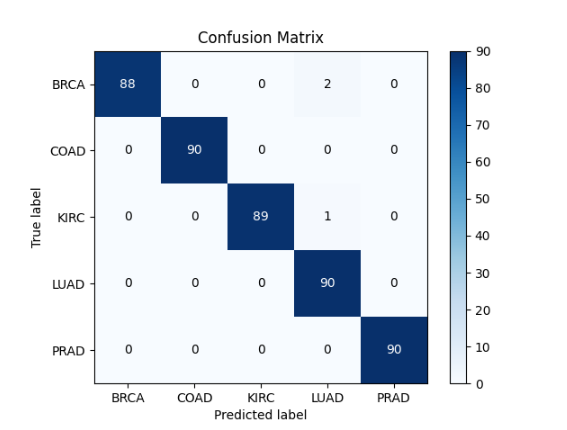 Confusion Matrix
BRCA 88 0 0 2 0
COAD 0 90 0 0 0
KIRC 0 0 89 1 0
LUAD 0 0 0 90 0
PRAD 0 0 0 0 90
BRCA COAD KIRC LUAD PRAD
Predicted label
True label
90
80
70
60
50
40
30
20
10
0